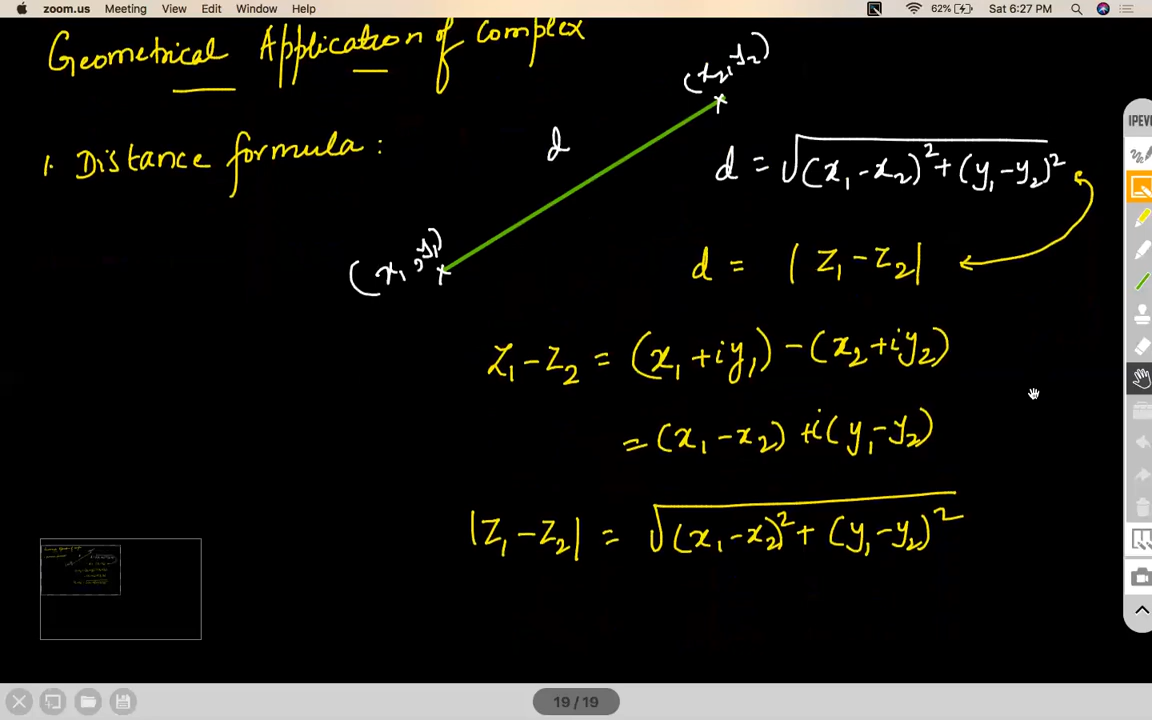 zoom.us Meeting View Edit Window Help 62% Sat 6:27 PM
Geometrical Application of complex
(x₂,y₂)
1. Distance formula :
d
d = √(x₁-x₂)²+(y₁-y₂)²
(x₁,y₁)
d = |z₁-z₂|
z₁-z₂ = (x₁+iy₁)-(x₂+iy₂)
=(x₁-x₂)+i(y₁-y₂)
|z₁-z₂| = √(x₁-x₂)²+(y₁-y₂)²
IPEV
19 / 19